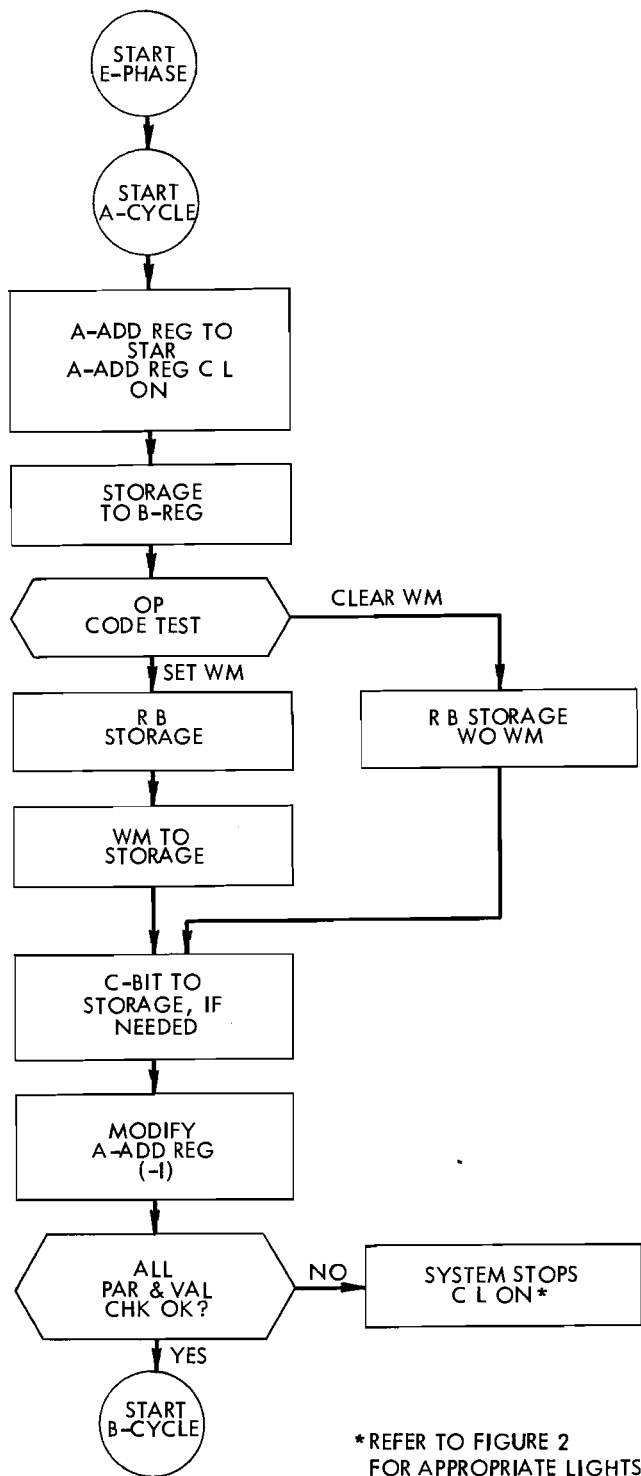 START
E-PHASE
START
A-CYCLE
A-ADD REG TO
STAR
A-ADD REG C L
ON
STORAGE
TO B-REG
OP
CODE TEST
CLEAR WM
SET WM
R B
STORAGE
R B STORAGE
WO WM
WM TO
STORAGE
C-BIT TO
STORAGE, IF
NEEDED
MODIFY
A-ADD REG
(-1)
ALL
PAR & VAL
CHK OK?
NO
SYSTEM STOPS
C L ON*
YES
START
B-CYCLE
*REFER TO FIGURE 2
FOR APPROPRIATE LIGHTS